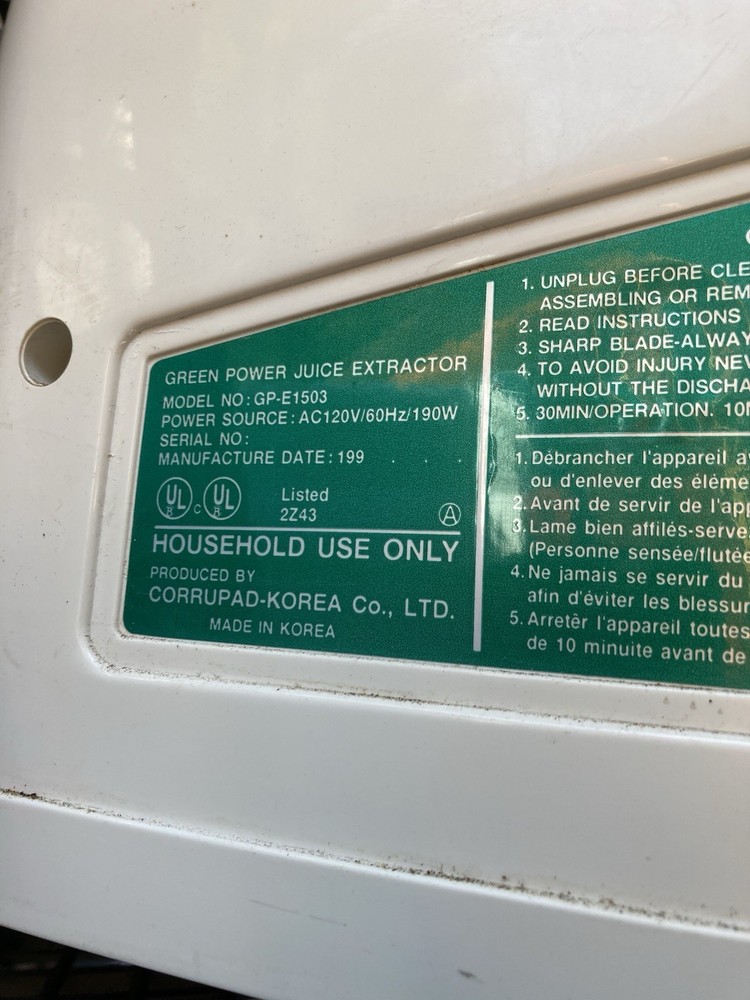 GREEN POWER JUICE EXTRACTOR
MODEL NO: GP-E1503
POWER SOURCE: AC120V/60Hz/190W
SERIAL NO:
MANUFACTURE DATE: 199 . . .
UL C UL Listed
2Z43
A
HOUSEHOLD USE ONLY
PRODUCED BY
CORRUPAD-KOREA Co., LTD.
MADE IN KOREA
1. UNPLUG BEFORE CLE
ASSEMBLING OR REM
2. READ INSTRUCTIONS
3. SHARP BLADE-ALWAY
4. TO AVOID INJURY NEV
WITHOUT THE DISCHA
5. 30MIN/OPERATION. 10M
1. Débrancher l'appareil a
ou d'enlever des éléme
2. Avant de servir de l'app
3. Lame bien affilés-serve
(Personne sensée/flutée
4. Ne jamais se servir du
afin d'éviter les blessur
5. Arretêr l'appareil toutes
de 10 minuite avant de